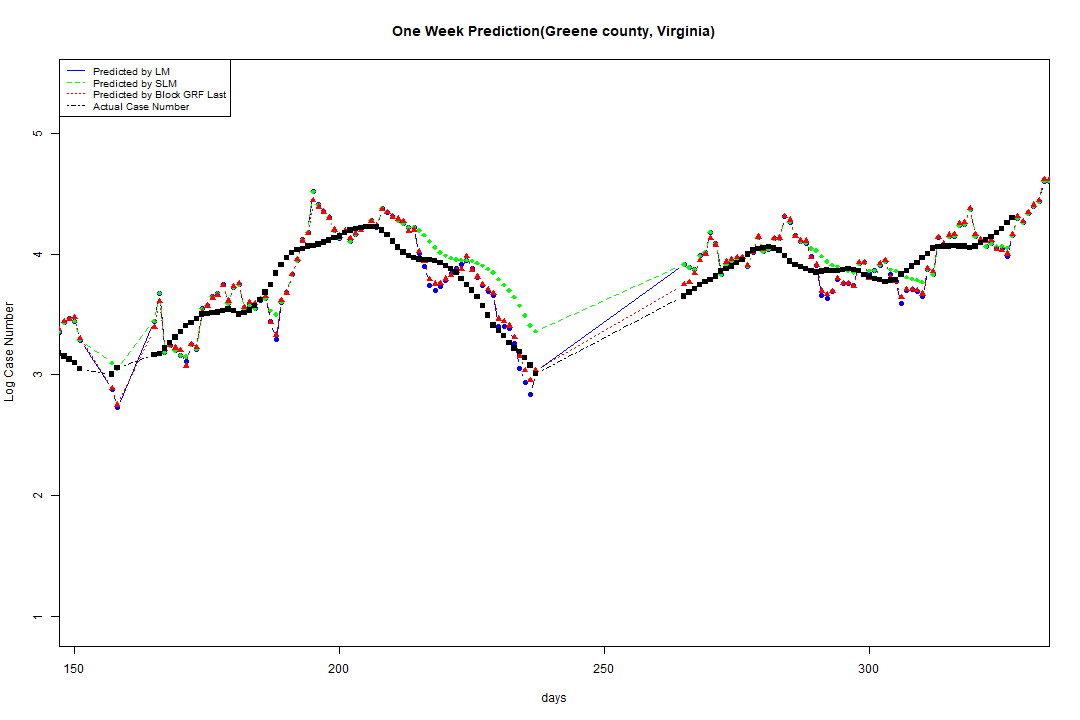 One Week Prediction(Greene county, Virginia)
Predicted by LM
Predicted by SLM
Predicted by Block GRF Last
Actual Case Number
Log Case Number
5
4
3
2
1
150 200 250 300
days